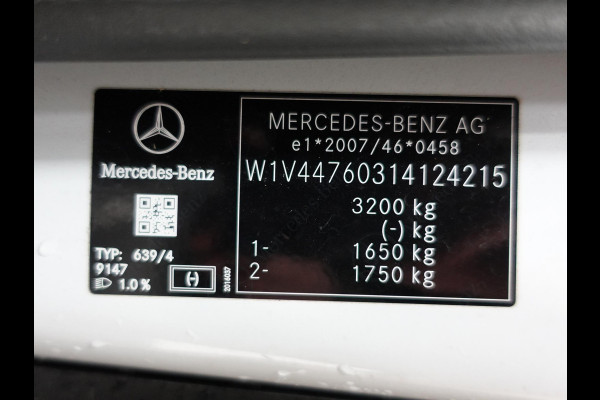 Mercedes-Benz
TYP: 639/4
9147
1.0 %
(-)
2016037
MERCEDES-BENZ AG
e1*2007/46*0458
W1V44760314124215
3200 kg
(-) kg
1- 1650 kg
2- 1750 kg